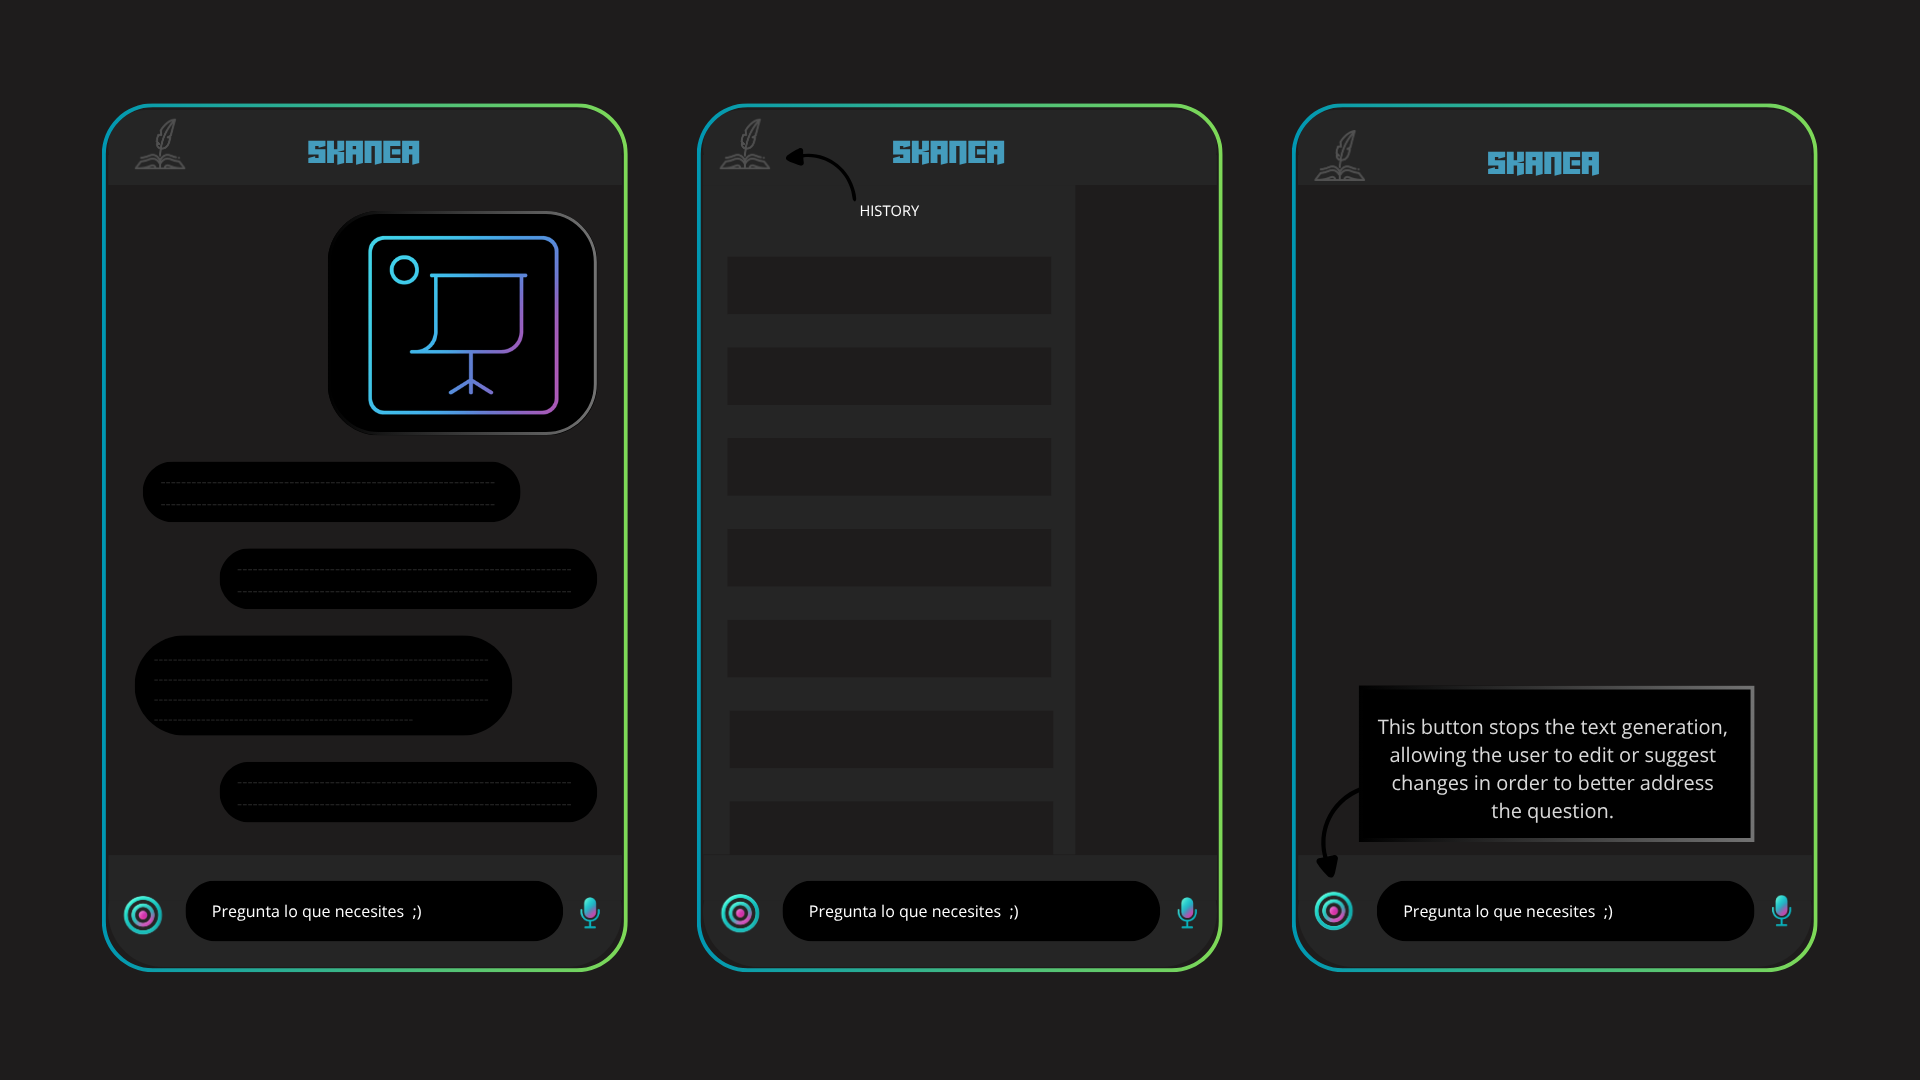 SKANER
Pregunta lo que necesites ;)
SKANER
HISTORY
Pregunta lo que necesites ;)
SKANER
This button stops the text generation,
allowing the user to edit or suggest
changes in order to better address
the question.
Pregunta lo que necesites ;)